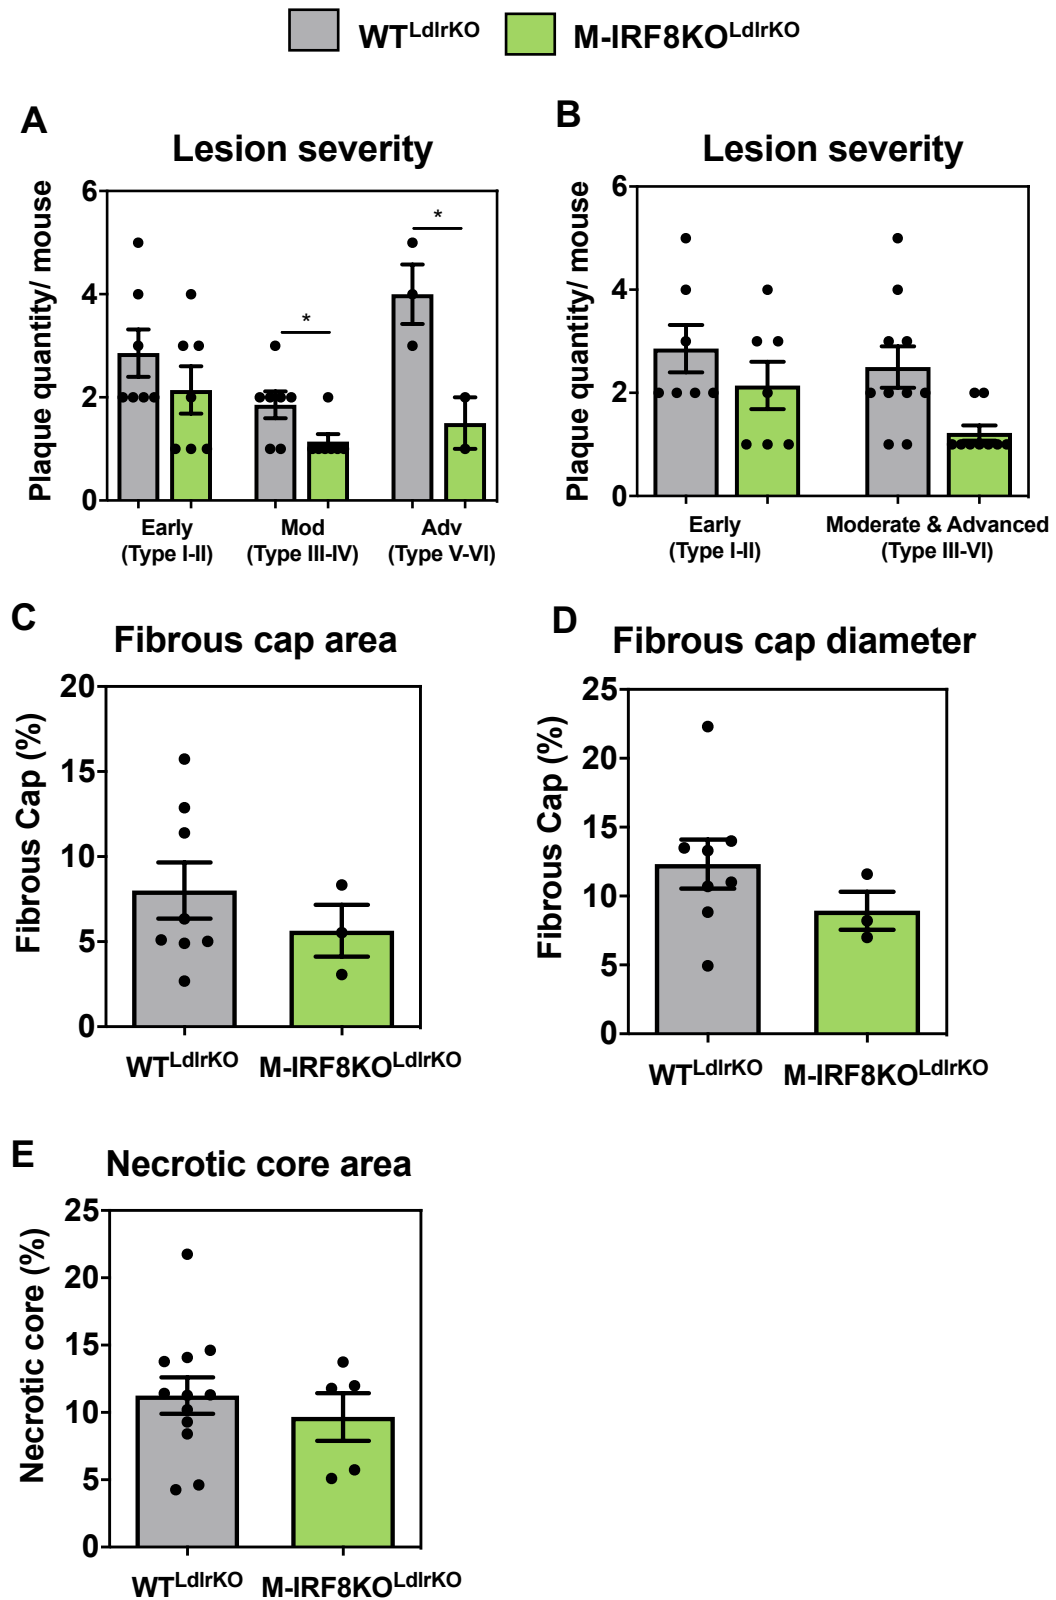 WT^LdlrKO M-IRF8KO^LdlrKO
A
Lesion severity
Plaque quantity/ mouse
6
4
2
0
*
*
Early Mod Adv
(Type I-II) (Type III-IV) (Type V-VI)
B
Lesion severity
Plaque quantity/ mouse
6
4
2
0
Early Moderate & Advanced
(Type I-II) (Type III-VI)
C
Fibrous cap area
Fibrous Cap (%)
20
15
10
5
0
WT^LdlrKO M-IRF8KO^LdlrKO
D
Fibrous cap diameter
Fibrous Cap (%)
25
20
15
10
5
0
WT^LdlrKO M-IRF8KO^LdlrKO
E
Necrotic core area
Necrotic core (%)
25
20
15
10
5
0
WT^LdlrKO M-IRF8KO^LdlrKO